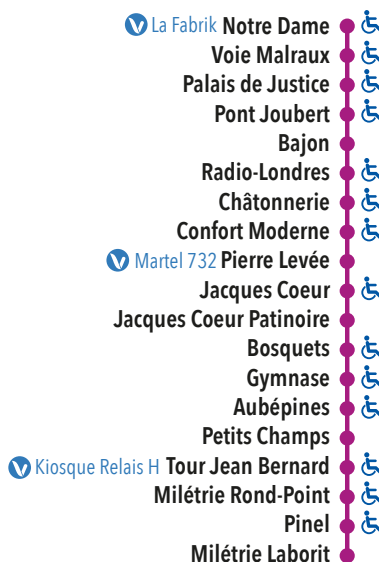 La Fabrik Notre Dame
Voie Malraux
Palais de Justice
Pont Joubert
Bajon
Radio-Londres
Châtonnerie
Confort Moderne
Martel 732 Pierre Levée
Jacques Coeur
Jacques Coeur Patinoire
Bosquets
Gymnase
Aubépines
Petits Champs
Kiosque Relais H Tour Jean Bernard
Milétrie Rond-Point
Pinel
Milétrie Laborit